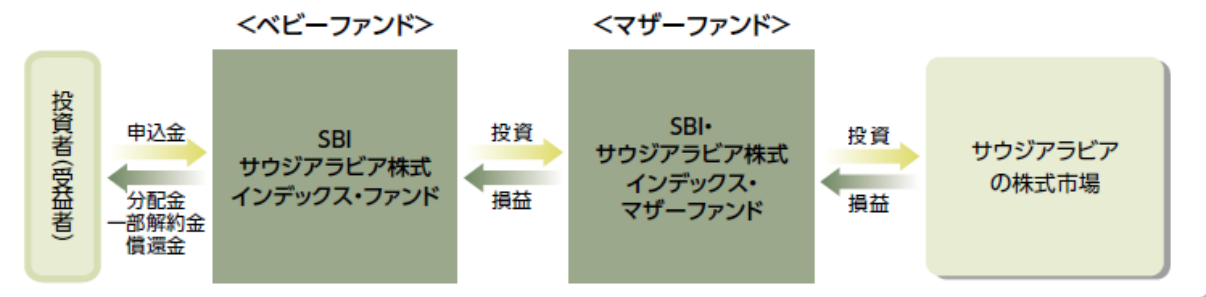 ＜ベビーファンド＞
＜マザーファンド＞
投資者(受益者)
申込金
分配金
一部解約金
償還金
SBI
サウジアラビア株式
インデックス・ファンド
投資
損益
SBI・
サウジアラビア株式
インデックス・
マザーファンド
投資
損益
サウジアラビア
の株式市場